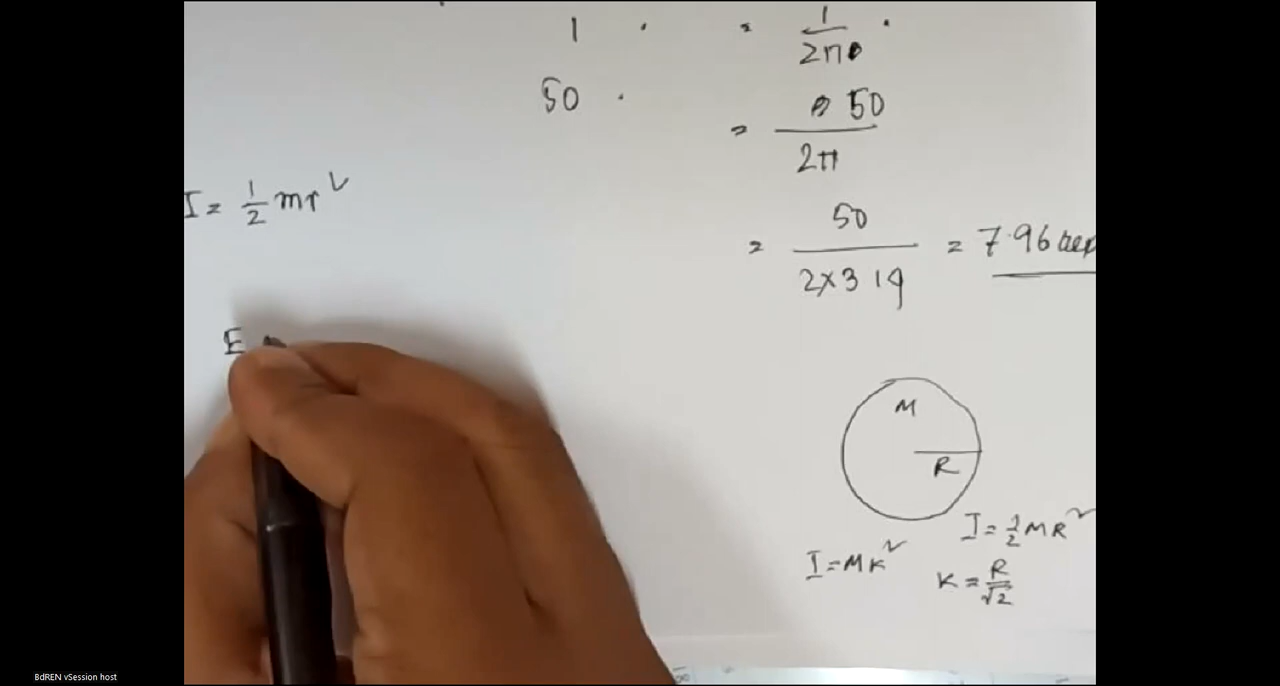 1 . = 1/2π .
50 .
= 50/2π
I = 1/2 mr²
= 50/(2×3.14) = 7.96
E
M
R
I = 1/2 MR²
I = MK²
K = R/√2
BdREN vSession host